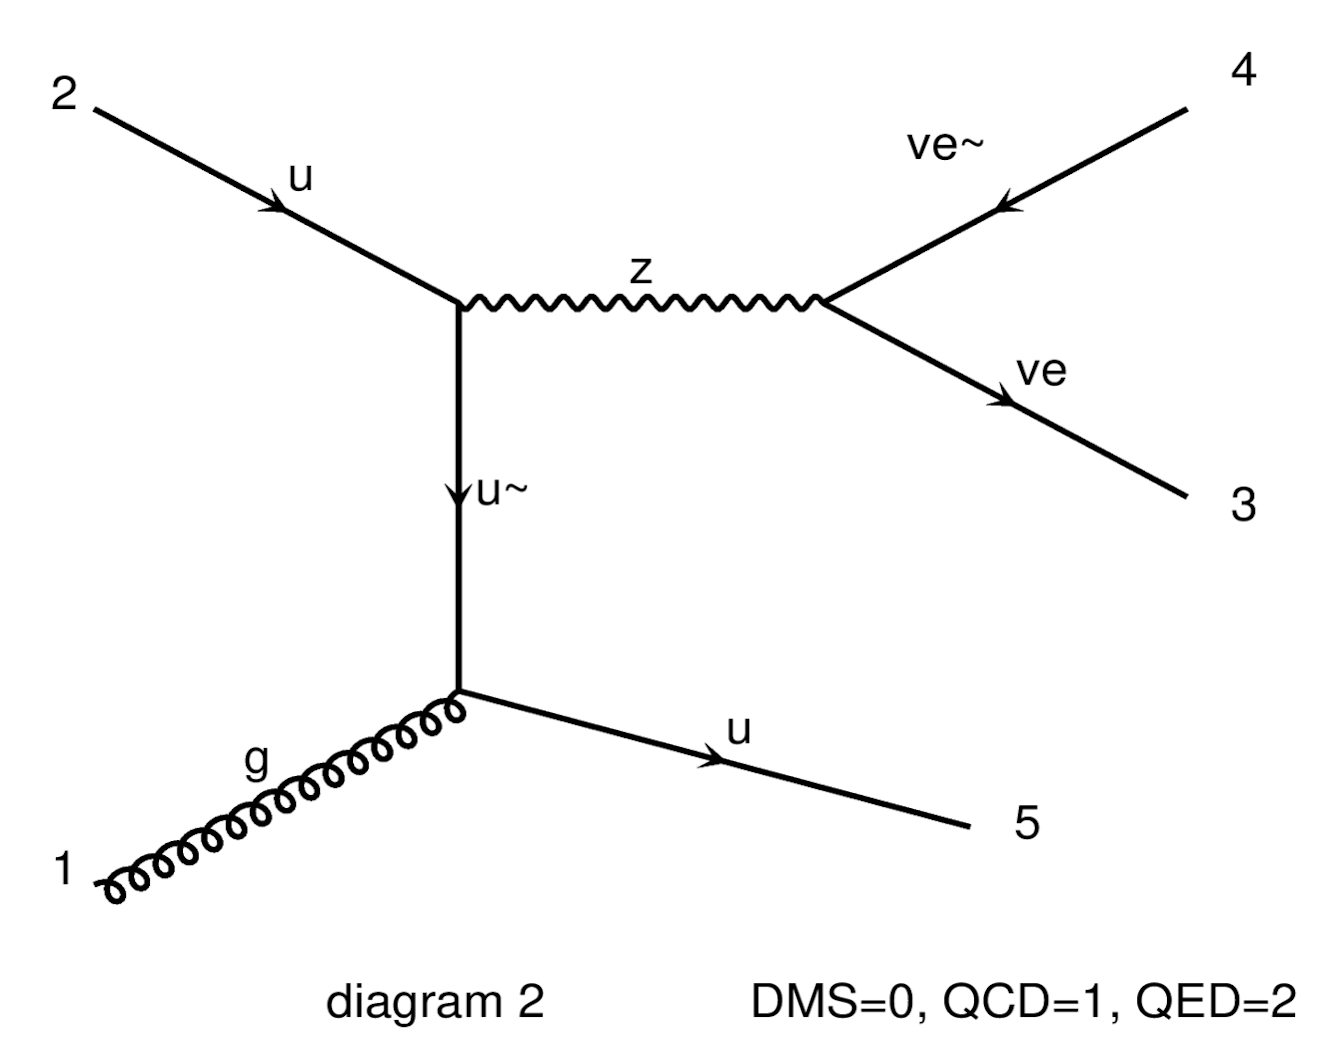 2
4
u
ve~
z
ve
u~
3
g
u
1
5
diagram 2
DMS=0, QCD=1, QED=2